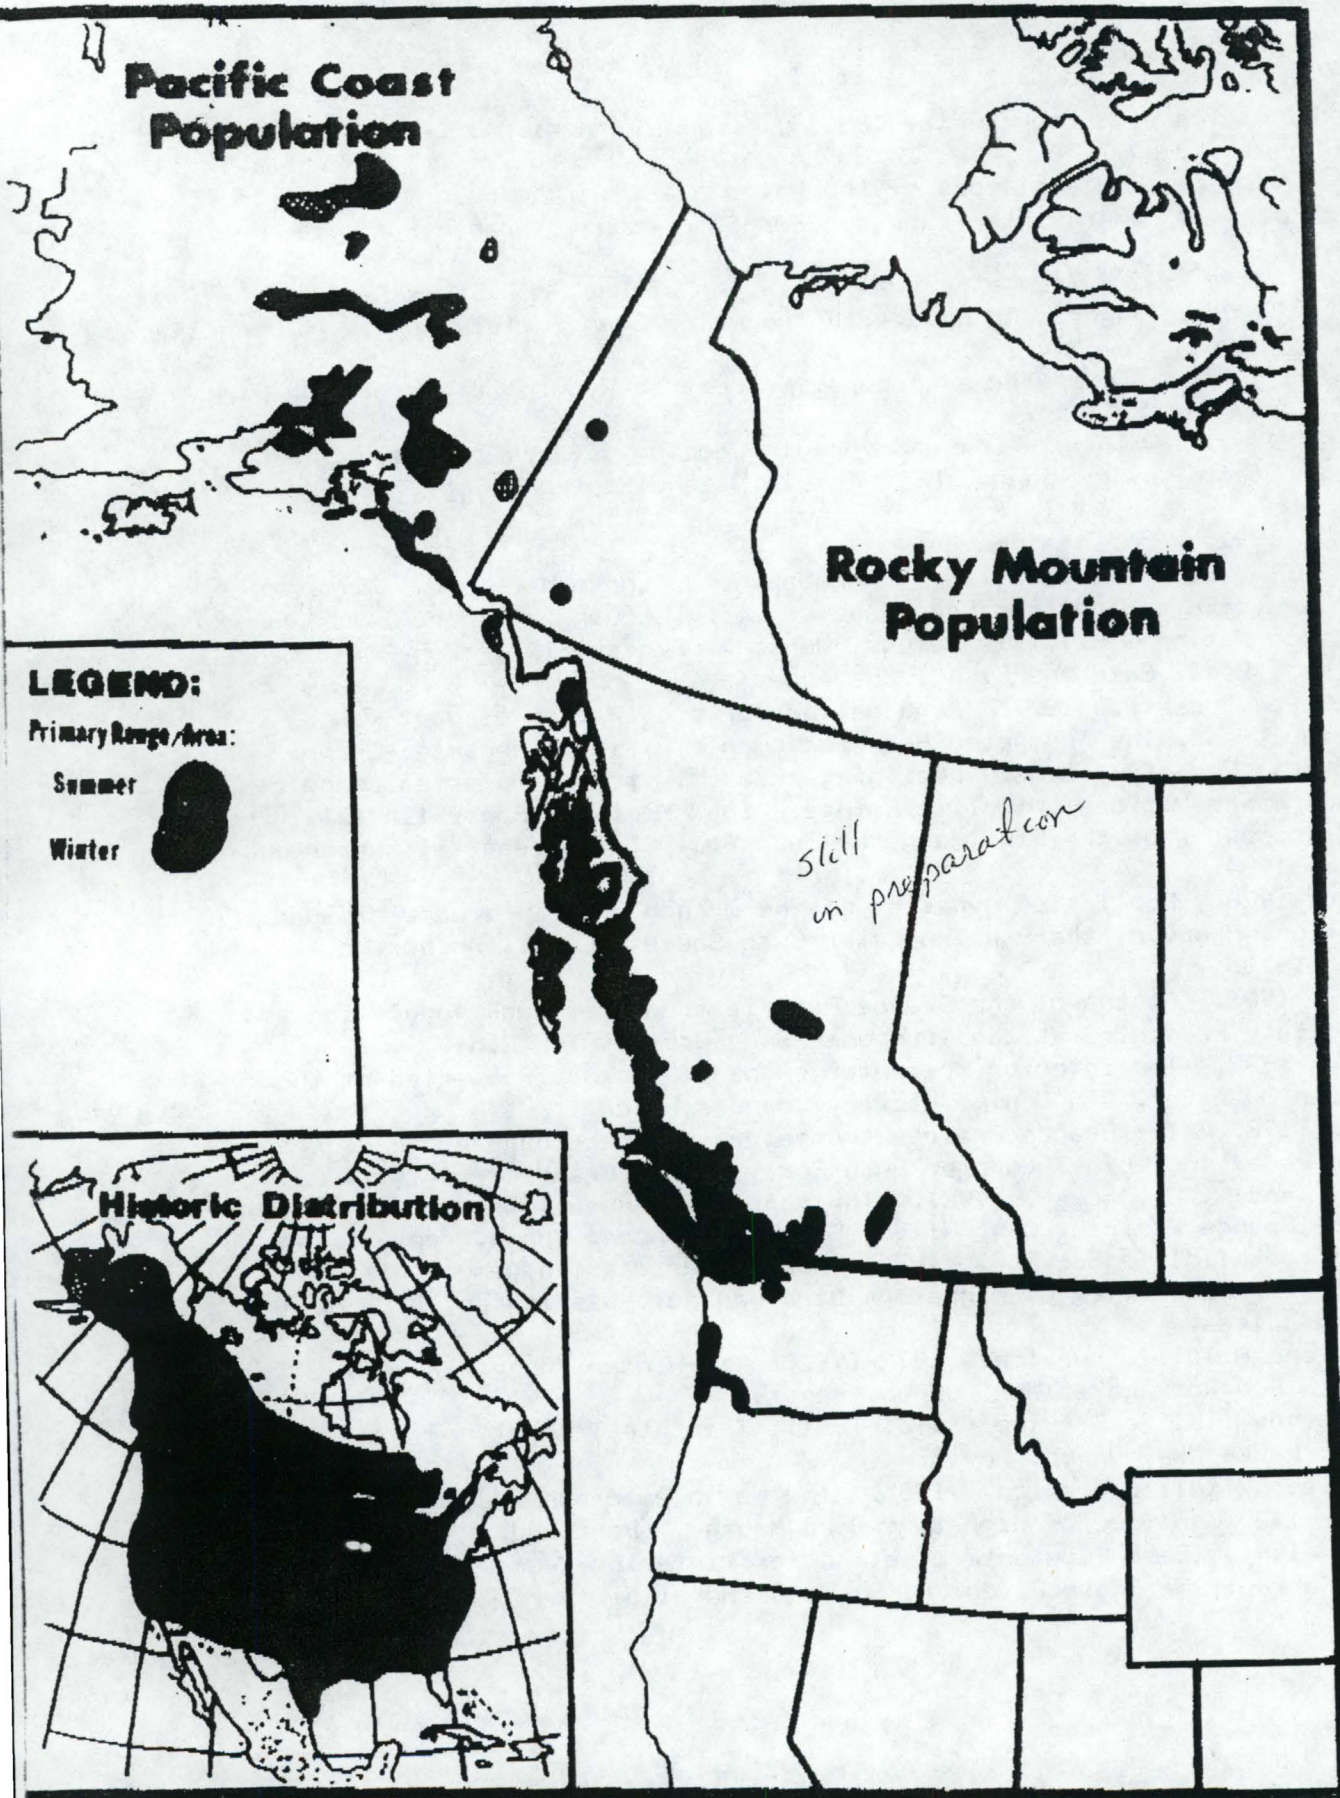 Pacific Coast
Population
Rocky Mountain
Population
LEGEND:
Primary Range/Area:
Summer
Winter
still
in preparation
Historic Distribution